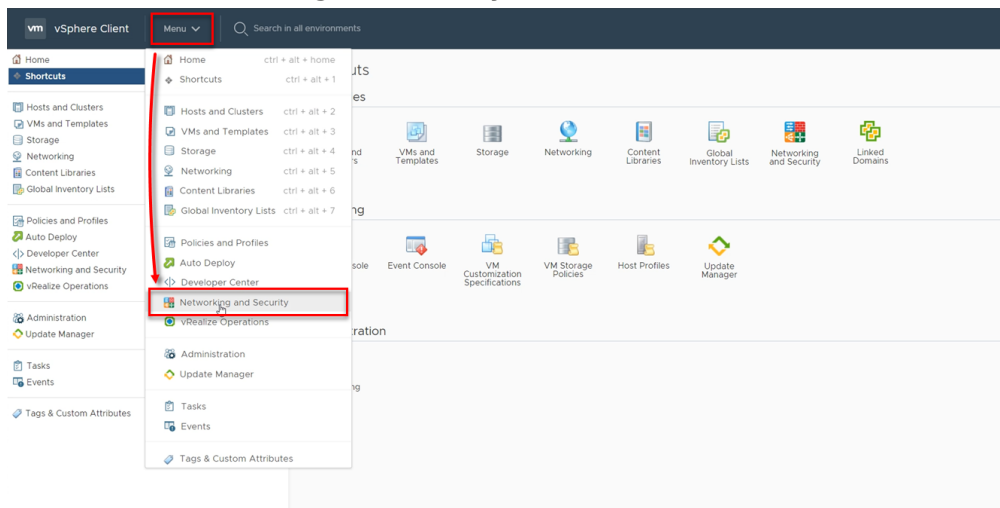 vm vSphere Client Menu Search in all environments
Home
Shortcuts
Hosts and Clusters
VMs and Templates
Storage
Networking
Content Libraries
Global Inventory Lists
Policies and Profiles
Auto Deploy
Developer Center
Networking and Security
vRealize Operations
Administration
Update Manager
Tasks
Events
Tags & Custom Attributes
Home ctrl + alt + home
Shortcuts ctrl + alt + 1
Hosts and Clusters ctrl + alt + 2
VMs and Templates ctrl + alt + 3
Storage ctrl + alt + 4
Networking ctrl + alt + 5
Content Libraries ctrl + alt + 6
Global Inventory Lists ctrl + alt + 7
Policies and Profiles
Auto Deploy
Developer Center
Networking and Security
vRealize Operations
Administration
Update Manager
Tasks
Events
Tags & Custom Attributes
uts
es
VMs and
Templates
Storage
Networking
Content
Libraries
Global
Inventory Lists
Networking
and Security
Linked
Domains
ng
sole
Event Console
VM
Customization
Specifications
VM Storage
Policies
Host Profiles
Update
Manager
ration
ng